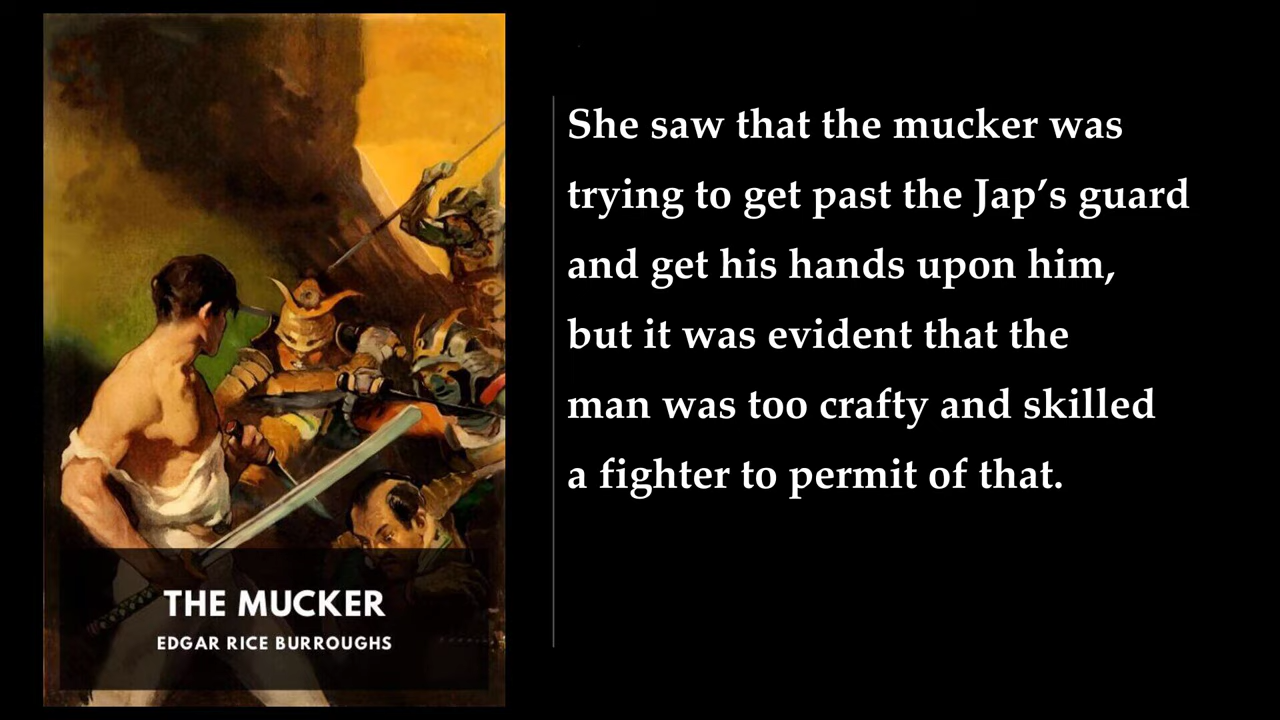 THE MUCKER
EDGAR RICE BURROUGHS
She saw that the mucker was
trying to get past the Jap’s guard
and get his hands upon him,
but it was evident that the
man was too crafty and skilled
a fighter to permit of that.